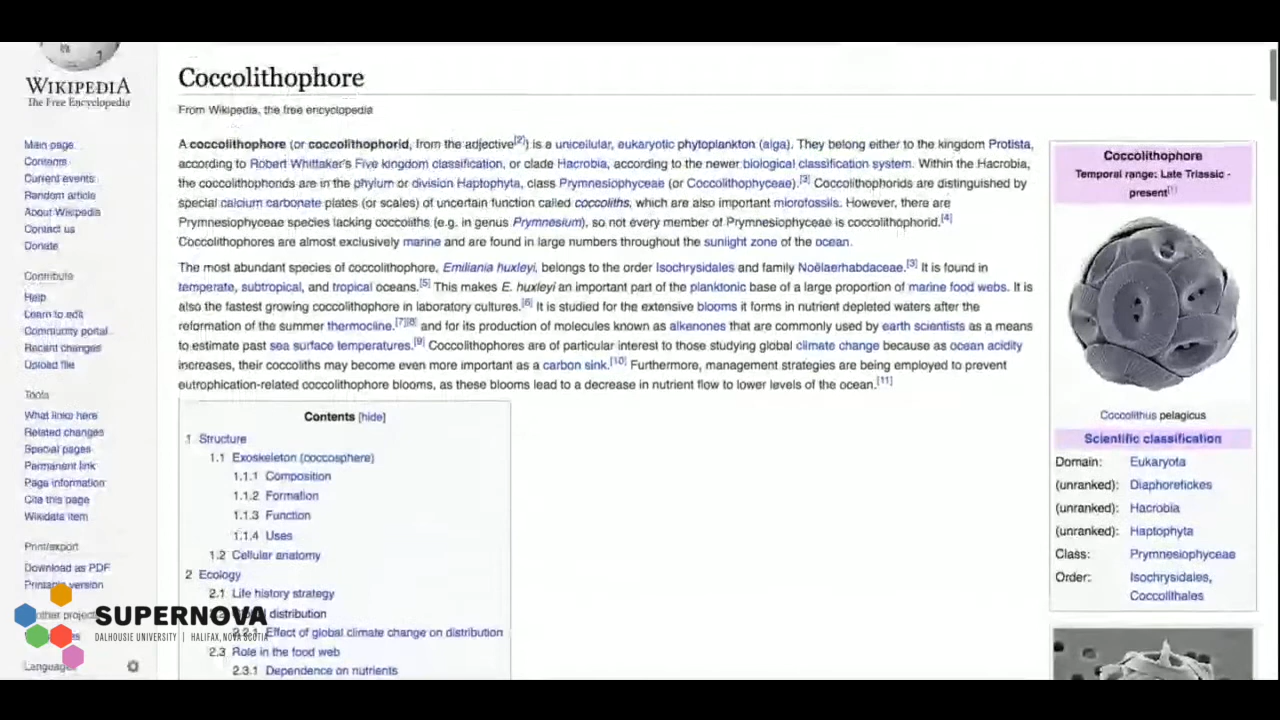 WIKIPEDIA
The Free Encyclopedia
Main page
Contents
Current events
Random article
About Wikipedia
Contact us
Donate
Contribute
Help
Learn to edit
Community portal
Recent changes
Upload file
Tools
What links here
Related changes
Special pages
Permanent link
Page information
Cite this page
Wikidata item
Print/export
Download as PDF
Printable version
other project
Languages
Coccolithophore
From Wikipedia, the free encyclopedia
A coccolithophore (or coccolithophorid, from the adjective[2]) is a unicellular, eukaryotic phytoplankton (alga). They belong either to the kingdom Protista,
according to Robert Whittaker's Five kingdom classification, or clade Hacrobia, according to the newer biological classification system. Within the Hacrobia,
the coccolithophorids are in the phylum or division Haptophyta, class Prymnesiophyceae (or Coccolithophyceae).[3] Coccolithophorids are distinguished by
special calcium carbonate plates (or scales) of uncertain function called coccoliths, which are also important microfossils. However, there are
Prymnesiophyceae species lacking coccoliths (e.g. in genus Prymnesium), so not every member of Prymnesiophyceae is coccolithophorid.[4]
Coccolithophores are almost exclusively marine and are found in large numbers throughout the sunlight zone of the ocean.
The most abundant species of coccolithophore, Emiliania huxleyi, belongs to the order Isochrysidales and family Noëlaerhabdaceae.[3] It is found in
temperate, subtropical, and tropical oceans.[5] This makes E. huxleyi an important part of the planktonic base of a large proportion of marine food webs. It is
also the fastest growing coccolithophore in laboratory cultures.[6] It is studied for the extensive blooms it forms in nutrient depleted waters after the
reformation of the summer thermocline.[7][8] and for its production of molecules known as alkenones that are commonly used by earth scientists as a means
to estimate past sea surface temperatures.[9] Coccolithophores are of particular interest to those studying global climate change because as ocean acidity
increases, their coccoliths may become even more important as a carbon sink.[10] Furthermore, management strategies are being employed to prevent
eutrophication-related coccolithophore blooms, as these blooms lead to a decrease in nutrient flow to lower levels of the ocean.[11]
Contents [hide]
1 Structure
1.1 Exoskeleton (coccosphere)
1.1.1 Composition
1.1.2 Formation
1.1.3 Function
1.1.4 Uses
1.2 Cellular anatomy
2 Ecology
2.1 Life history strategy
distribution
2.2.1 Effect of global climate change on distribution
2.3 Role in the food web
2.3.1 Dependence on nutrients
Coccolithophore
Temporal range: Late Triassic -
present[1]
Coccolithus pelagicus
Scientific classification
Domain: Eukaryota
(unranked): Diaphoretickes
(unranked): Hacrobia
(unranked): Haptophyta
Class: Prymnesiophyceae
Order: Isochrysidales,
Coccolithales
SUPERNOVA
DALHOUSIE UNIVERSITY | HALIFAX, NOVA SCOTIA